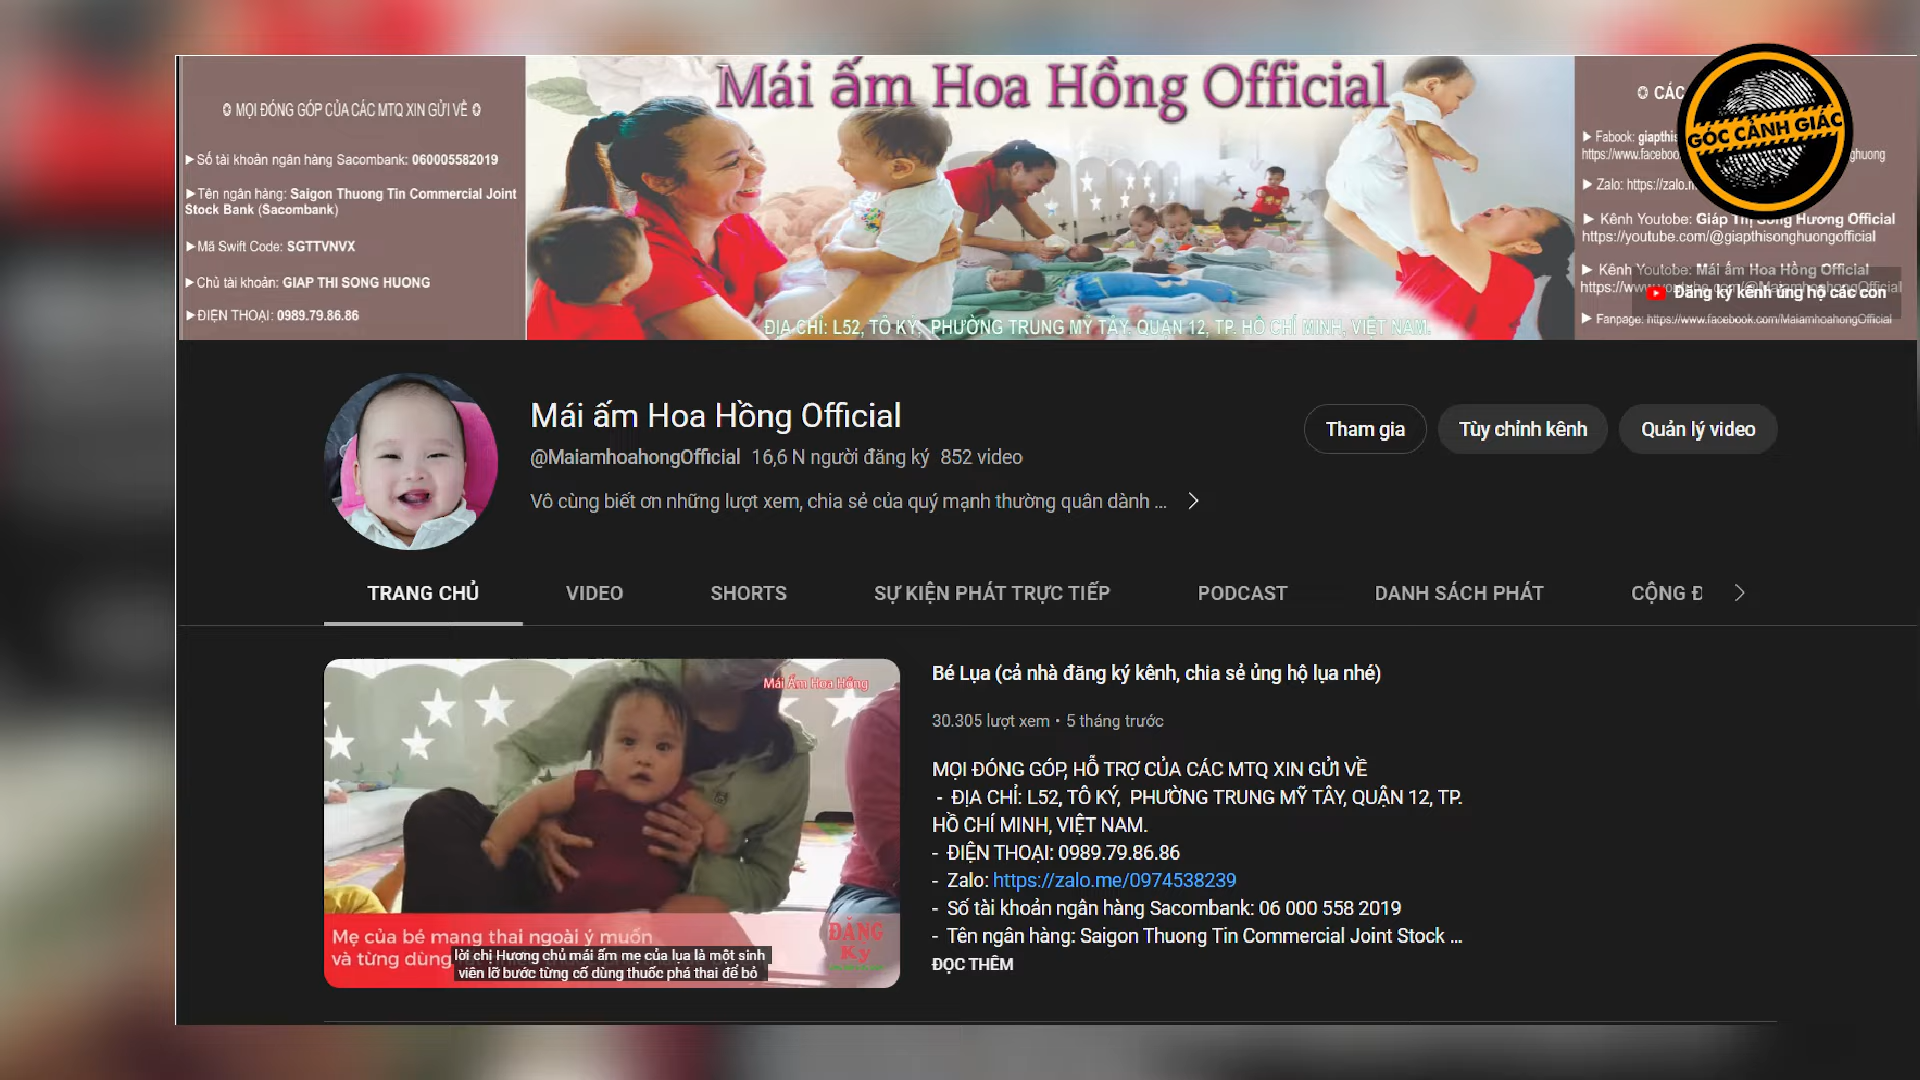 Mái ấm Hoa Hồng Official
✪ MỌI ĐÓNG GÓP CỦA CÁC MTQ XIN GỬI VỀ ✪
▶ Số tài khoản ngân hàng Sacombank: 060005582019
▶ Tên ngân hàng: Saigon Thuong Tin Commercial Joint
Stock Bank (Sacombank)
▶ Mã Swift Code: SGTTVNVX
▶ Chủ tài khoản: GIAP THI SONG HUONG
▶ ĐIỆN THOẠI: 0989.79.86.86
ĐỊA CHỈ: L52, TÔ KÝ, PHƯỜNG TRUNG MỸ TÂY. QUẬN 12, TP. HỒ CHÍ MINH, VIỆT NAM.
✪ CÁC
GÓC CẢNH GIÁC
▶ Fabook:
▶ Zalo:
▶ Kênh Youtobe: Giáp Thị Song Hương Official
https://youtube.com/@giapthisonghuongofficial
▶ Kênh Youtobe: Mái ấm Hoa Hồng Official
Đăng ký kênh ủng hộ các con
▶ Fanpage: https://www.facebook.com/MaiamhoahongOfficial
Mái ấm Hoa Hồng Official
@MaiamhoahongOfficial 16,6 N người đăng ký 852 video
Vô cùng biết ơn những lượt xem, chia sẻ của quý mạnh thường quân dành ...
Tham gia
Tùy chỉnh kênh
Quản lý video
TRANG CHỦ VIDEO SHORTS SỰ KIỆN PHÁT TRỰC TIẾP PODCAST DANH SÁCH PHÁT CỘNG Đ
Mái Ấm Hoa Hồng
Mẹ của bé mang thai ngoài ý muốn
và từng dùng
lời chị Hương chủ mái ấm mẹ của lụa là một sinh
viên lỡ bước từng cố dùng thuốc phá thai để bỏ
ĐĂNG
Ký
Bé Lụa (cả nhà đăng ký kênh, chia sẻ ủng hộ lụa nhé)
30.305 lượt xem • 5 tháng trước
MỌI ĐÓNG GÓP, HỖ TRỢ CỦA CÁC MTQ XIN GỬI VỀ
- ĐỊA CHỈ: L52, TÔ KÝ, PHƯỜNG TRUNG MỸ TÂY, QUẬN 12, TP.
HỒ CHÍ MINH, VIỆT NAM.
- ĐIỆN THOẠI: 0989.79.86.86
- Zalo: https://zalo.me/0974538239
- Số tài khoản ngân hàng Sacombank: 06 000 558 2019
- Tên ngân hàng: Saigon Thuong Tin Commercial Joint Stock ...
ĐỌC THÊM